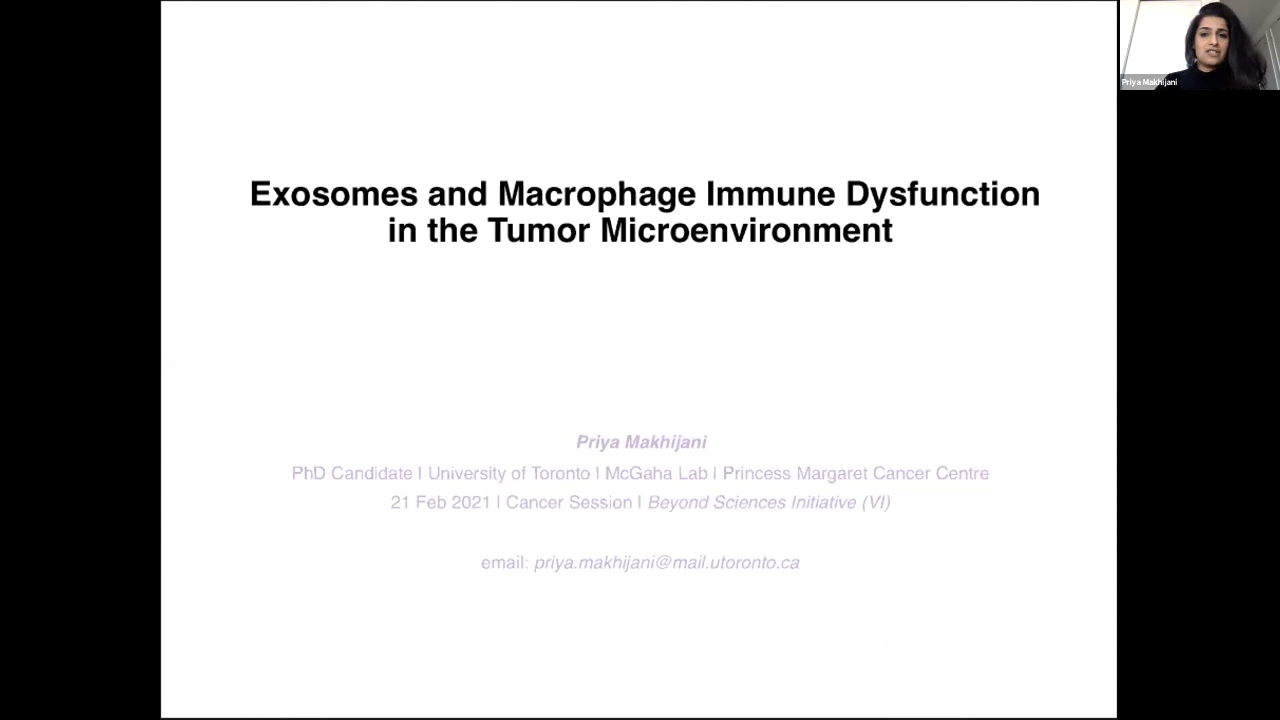 Exosomes and Macrophage Immune Dysfunction
in the Tumor Microenvironment
Priya Makhijani
PhD Candidate | University of Toronto | McGaha Lab | Princess Margaret Cancer Centre
21 Feb 2021 | Cancer Session | Beyond Sciences Initiative (VI)
email: priya.makhijani@mail.utoronto.ca
Priya Makhijani